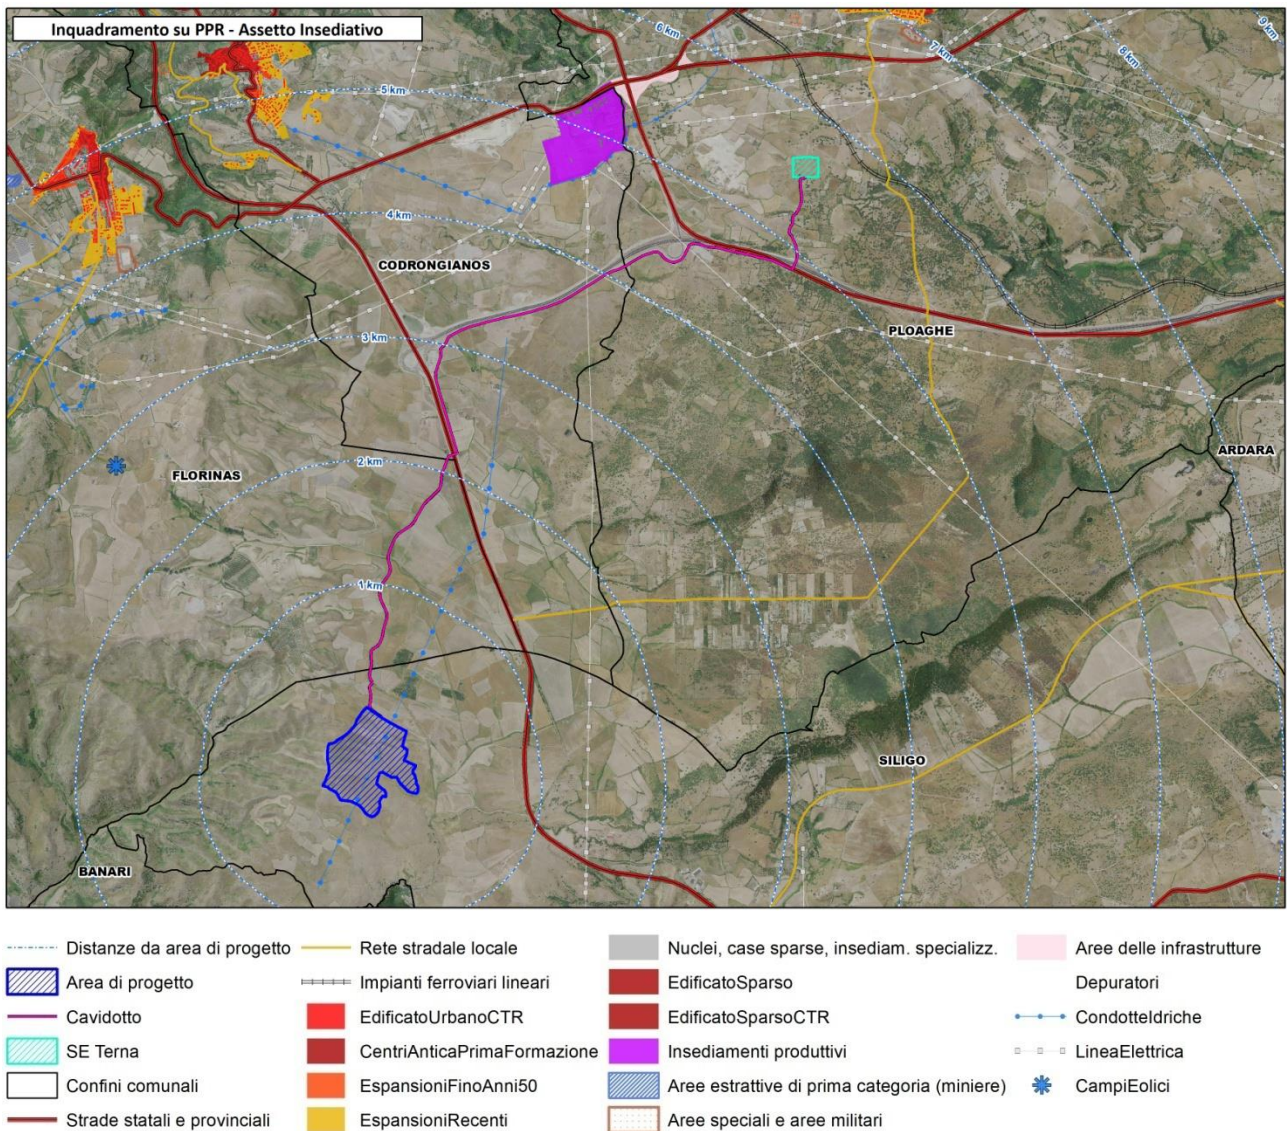 Inquadramento su PPR - Assetto Insediativo
6 km
7 km
8 km
9 km
5 km
4 km
CODRONGIANOS
3 km
PLOAGHE
ARDARA
2 km
FLORINAS
1 km
SILIGO
BANARI
Distanze da area di progetto
Area di progetto
Cavidotto
SE Terna
Confini comunali
Strade statali e provinciali
Rete stradale locale
Impianti ferroviari lineari
EdificatoUrbanoCTR
CentriAnticaPrimaFormazione
EspansioniFinoAnni50
EspansioniRecenti
Nuclei, case sparse, insediam. specializz.
EdificatoSparso
EdificatoSparsoCTR
Insediamenti produttivi
Aree estrattive di prima categoria (miniere)
Aree speciali e aree militari
Aree delle infrastrutture
Depuratori
CondotteIdriche
LineaElettrica
CampiEolici